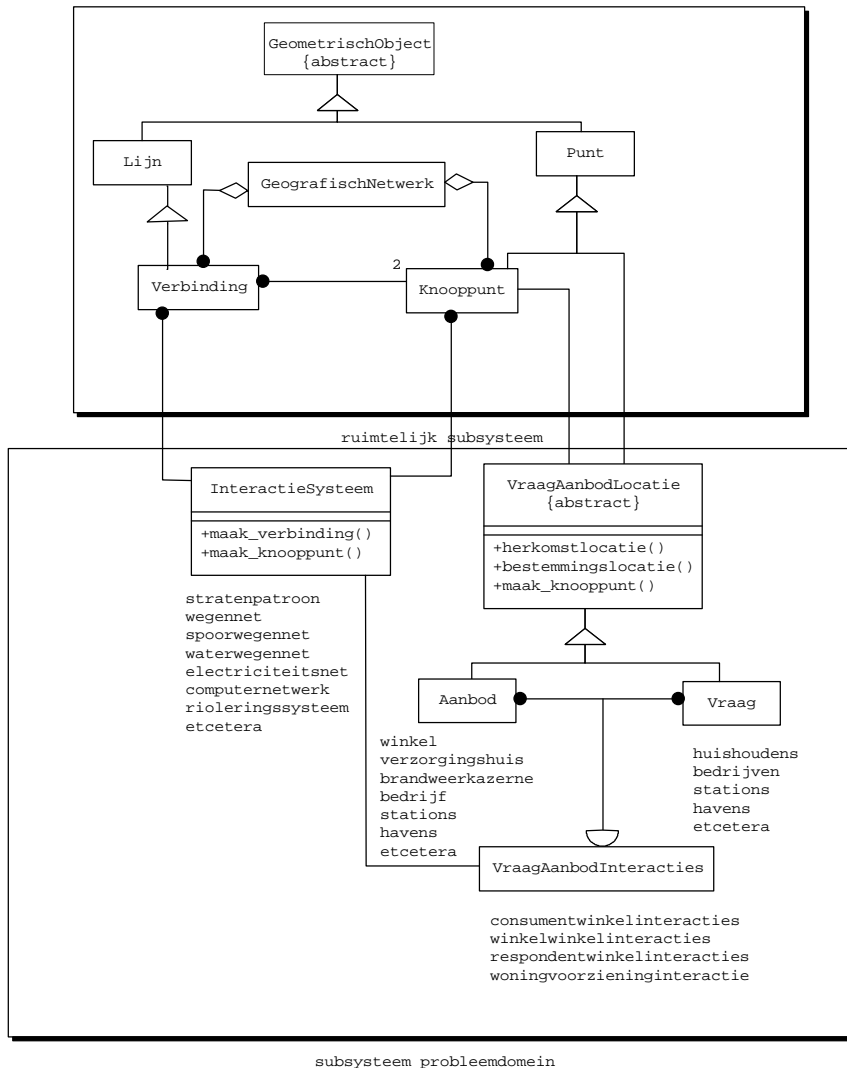 GeometrischObject
{abstract}
Lijn
Punt
GeografischNetwerk
2
Verbinding
Knooppunt
ruimtelijk subsysteem
InteractieSysteem
+maak_verbinding()
+maak_knooppunt()
VraagAanbodLocatie
{abstract}
+herkomstlocatie()
+bestemmingslocatie()
+maak_knooppunt()
stratenpatroon
wegennet
spoorwegennet
waterwegennet
electriciteitsnet
computernetwerk
rioleringssysteem
etcetera
Aanbod
Vraag
winkel
verzorgingshuis
brandweerkazerne
bedrijf
stations
havens
etcetera
huishoudens
bedrijven
stations
havens
etcetera
VraagAanbodInteracties
consumentwinkelinteracties
winkelwinkelinteracties
respondentwinkelinteracties
woningvoorzieninginteractie
subsysteem probleemdomein